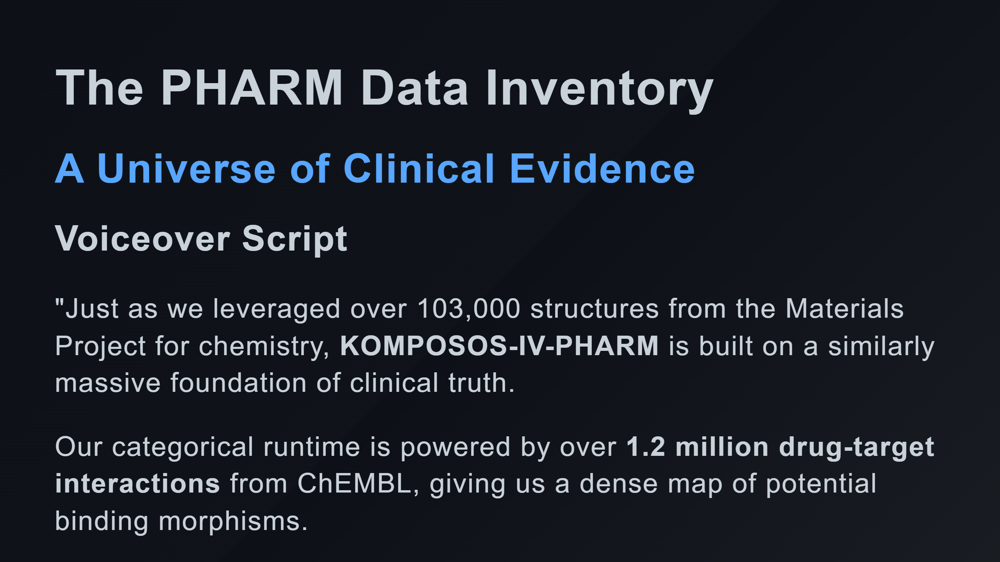 The PHARM Data Inventory
A Universe of Clinical Evidence
Voiceover Script
"Just as we leveraged over 103,000 structures from the Materials
Project for chemistry, KOMPOSOS-IV-PHARM is built on a similarly
massive foundation of clinical truth.
Our categorical runtime is powered by over 1.2 million drug-target
interactions from ChEMBL, giving us a dense map of potential
binding morphisms.